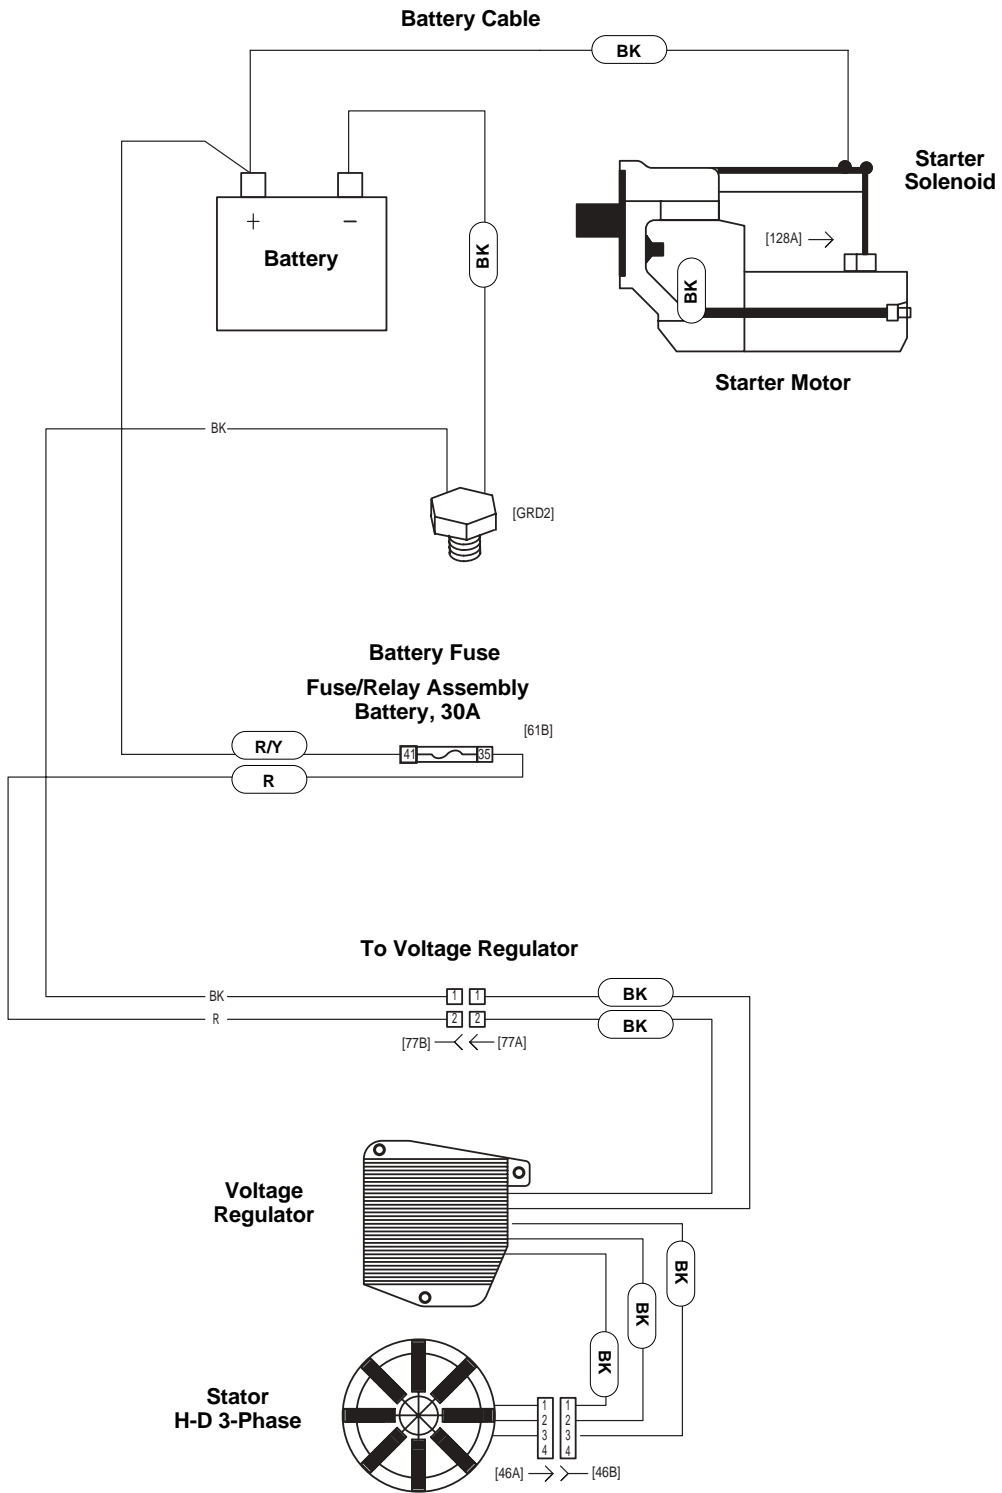 Battery Cable
BK
Starter
Solenoid
+ −
Battery
BK
[128A]
BK
Starter Motor
BK
[GRD2]
Battery Fuse
Fuse/Relay Assembly
Battery, 30A
[61B]
R/Y
41 35
R
To Voltage Regulator
BK 1 1 BK
R 2 2 BK
[77B] [77A]
Voltage
Regulator
BK
BK
BK
Stator
H-D 3-Phase
1 1
2 2
3 3
4 4
[46A] [46B]